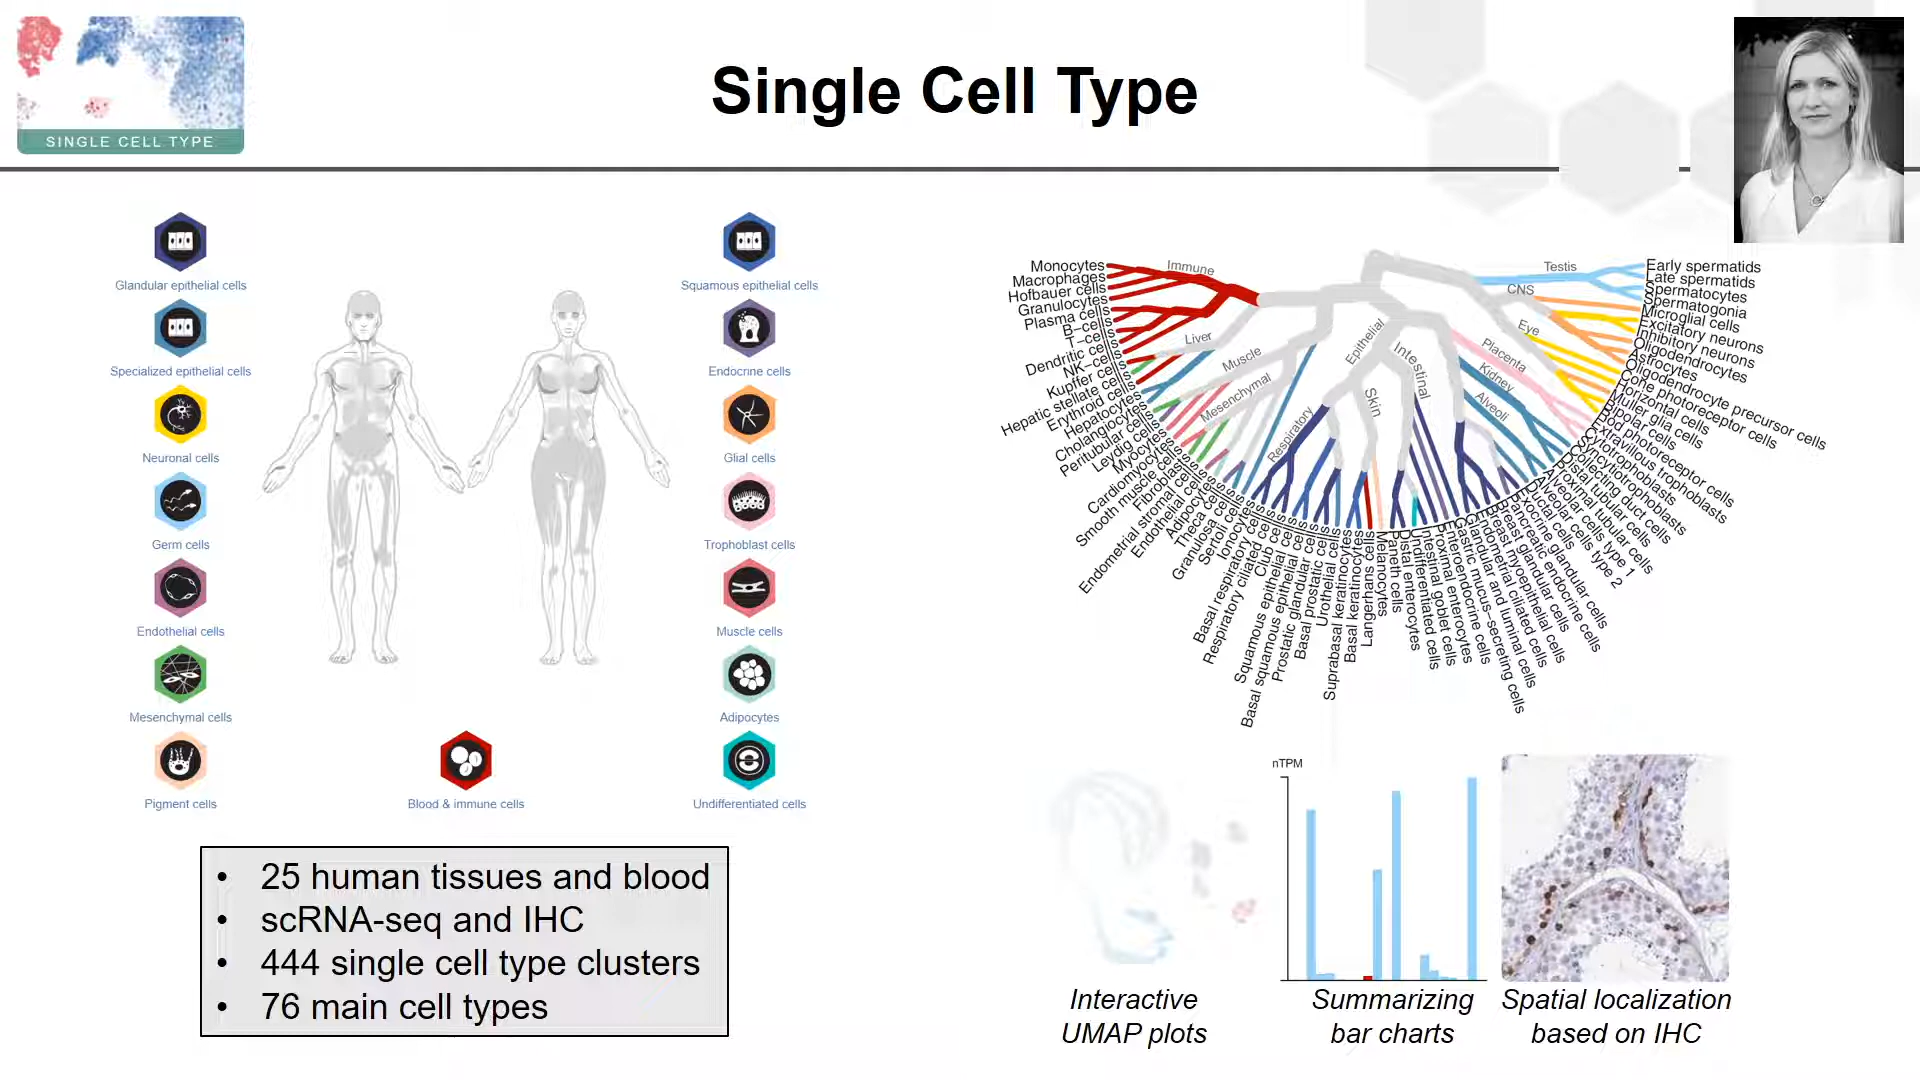 SINGLE CELL TYPE
Single Cell Type
Glandular epithelial cells
Specialized epithelial cells
Neuronal cells
Germ cells
Endothelial cells
Mesenchymal cells
Pigment cells
Blood & immune cells
Squamous epithelial cells
Endocrine cells
Glial cells
Trophoblast cells
Muscle cells
Adipocytes
Undifferentiated cells
25 human tissues and blood
scRNA-seq and IHC
444 single cell type clusters
76 main cell types
Immune
Liver
Muscle
Mesenchymal
Respiratory
Epithelial
Skin
Intestinal
Alveoli
Kidney
Placenta
Eye
CNS
Testis
Monocytes
Macrophages
Hofbauer cells
Granulocytes
Plasma cells
B-cells
T-cells
Dendritic cells
NK-cells
Kupffer cells
Hepatic stellate cells
Erythroid cells
Hepatocytes
Cholangiocytes
Peritubular cells
Leydig cells
Myocytes
Cardiomyocytes
Smooth muscle cells
Fibroblasts
Endometrial stromal cells
Endothelial cells
Adipocytes
Theca cells
Granulosa cells
Sertoli cells
Ionocytes
Basal respiratory cells
Respiratory ciliated cells
Club cells
Squamous epithelial cells
Basal squamous epithelial cells
Prostatic glandular cells
Basal prostatic cells
Urothelial cells
Suprabasal keratinocytes
Basal keratinocytes
Langerhans cells
Melanocytes
Paneth cells
Distal enterocytes
Undifferentiated cells
Intestinal goblet cells
Proximal enterocytes
Enteroendocrine cells
Gastric mucus-secreting cells
Glandular and luminal cells
Endometrial ciliated cells
Breast myoepithelial cells
Breast glandular cells
Pancreatic endocrine cells
Exocrine glandular cells
Ductal cells
Alveolar cells type 2
Alveolar cells type 1
Proximal tubular cells
Distal tubular cells
Collecting duct cells
Syncytiotrophoblasts
Cytotrophoblasts
Extravillous trophoblasts
Rod photoreceptor cells
Bipolar cells
Muller glia cells
Horizontal cells
Cone photoreceptor cells
Oligodendrocyte precursor cells
Astrocytes
Oligodendrocytes
Inhibitory neurons
Excitatory neurons
Microglial cells
Spermatogonia
Spermatocytes
Late spermatids
Early spermatids
nTPM
Interactive
UMAP plots
Summarizing
bar charts
Spatial localization
based on IHC